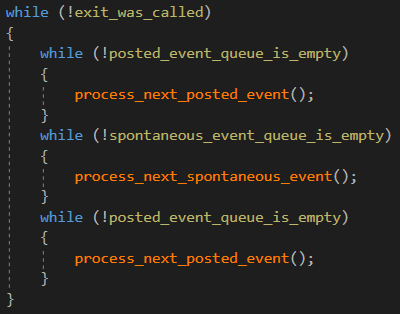 while (!exit_was_called)
{
    while (!posted_event_queue_is_empty)
    {
        process_next_posted_event();
    }
    while (!spontaneous_event_queue_is_empty)
    {
        process_next_spontaneous_event();
    }
    while (!posted_event_queue_is_empty)
    {
        process_next_posted_event();
    }
}